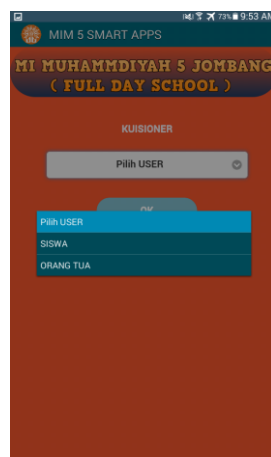 73% 9:53 AM
MIM 5 SMART APPS
MI MUHAMMDIYAH 5 JOMBANG
( FULL DAY SCHOOL )
KUISIONER
Pilih USER
OK
Pilih USER
SISWA
ORANG TUA